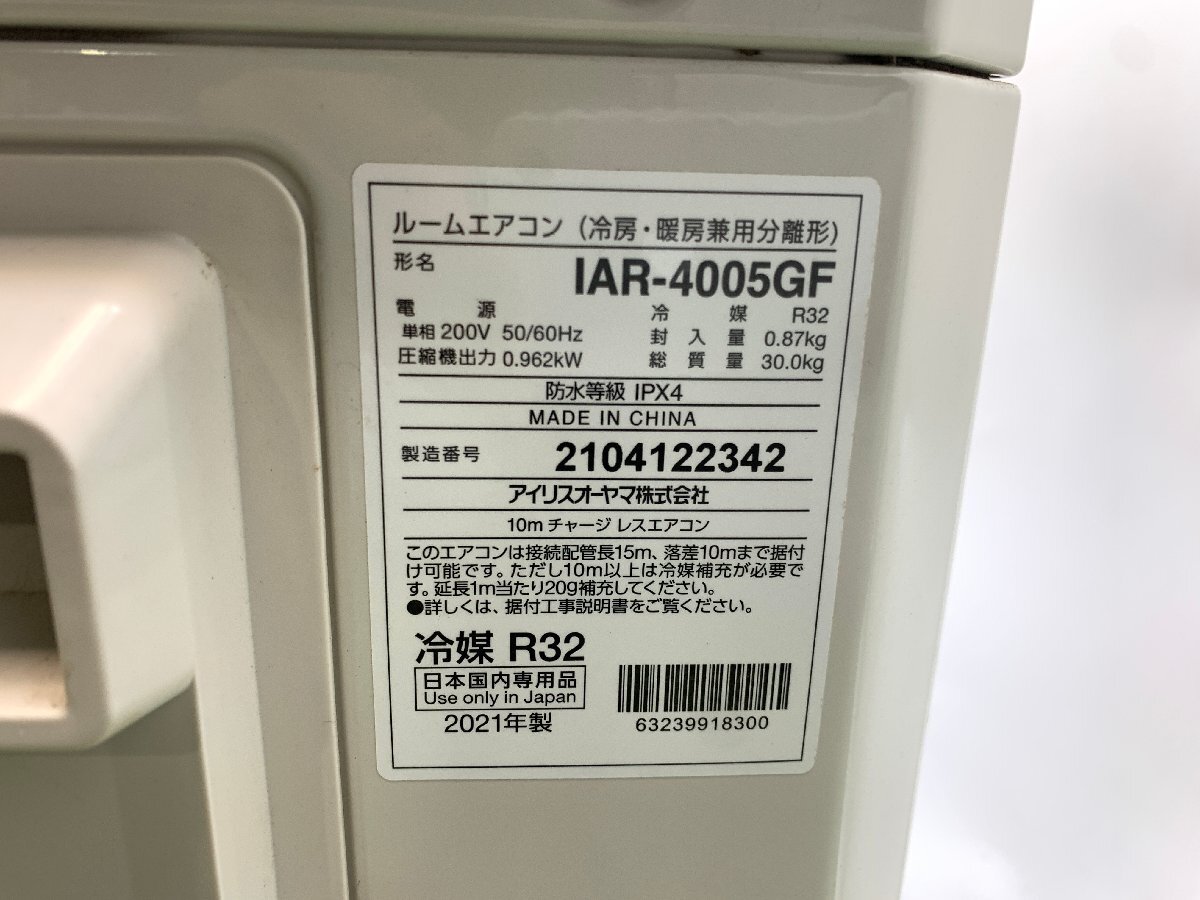 ルームエアコン（冷房・暖房兼用分離形）
形名 IAR-4005GF
電源 冷媒 R32
単相 200V 50/60Hz 封入量 0.87kg
圧縮機出力 0.962kW 総質量 30.0kg
防水等級 IPX4
MADE IN CHINA
製造番号 2104122342
アイリスオーヤマ株式会社
10m チャージレスエアコン
このエアコンは接続配管長15m、落差10mまで据付
け可能です。ただし10m以上は冷媒補充が必要で
す。延長1m当たり20g補充してください。
●詳しくは、据付工事説明書をご覧ください。
冷媒 R32
日本国内専用品
Use only in Japan
2021年製
63239918300